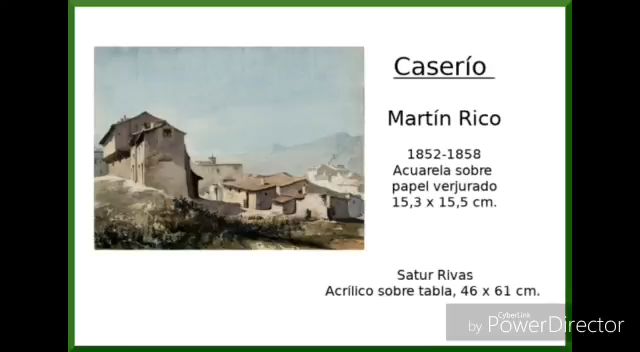 Caserío
Martín Rico
1852-1858
Acuarela sobre
papel verjurado
15,3 x 15,5 cm.
Satur Rivas
Acrílico sobre tabla, 46 x 61 cm.
CyberLink
by PowerDirector